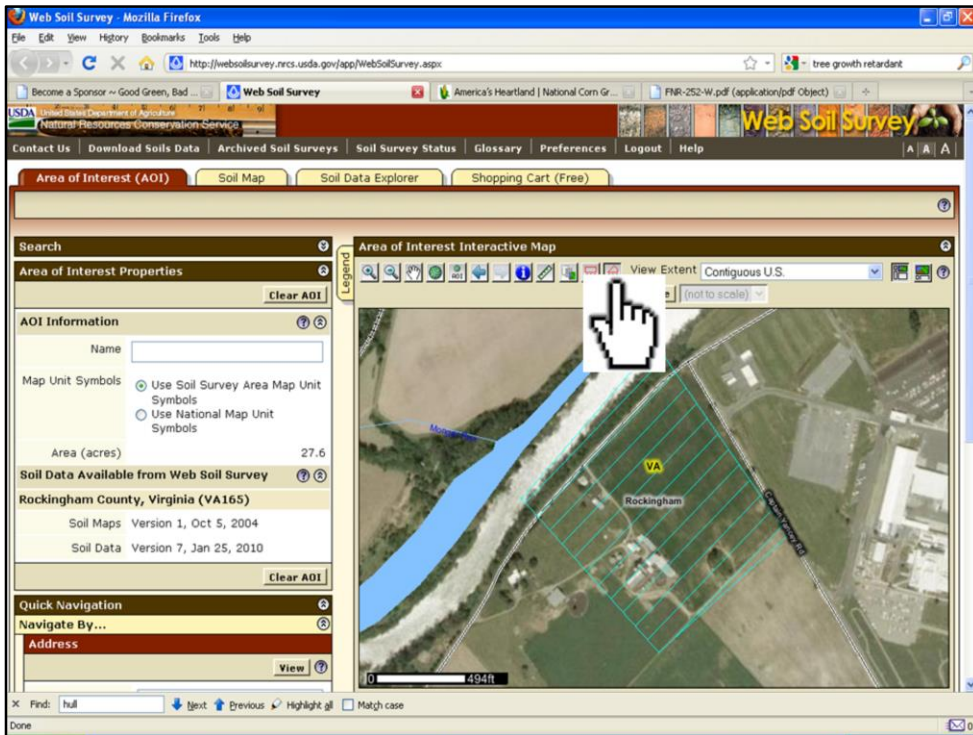 Web Soil Survey - Mozilla Firefox
File Edit View History Bookmarks Tools Help
http://websoilsurvey.nrcs.usda.gov/app/WebSoilSurvey.aspx
tree growth retardant
Become a Sponsor ~ Good Green, Bad ...
Web Soil Survey
America's Heartland | National Corn Gr...
FNR-252-W.pdf (application/pdf Object)
USDA United States Department of Agriculture
Natural Resources Conservation Service
Web Soil Survey
Contact Us | Download Soils Data | Archived Soil Surveys | Soil Survey Status | Glossary | Preferences | Logout | Help
A A A
Area of Interest (AOI) Soil Map Soil Data Explorer Shopping Cart (Free)
Search
Area of Interest Properties
Clear AOI
AOI Information
Name
Map Unit Symbols
Use Soil Survey Area Map Unit
Symbols
Use National Map Unit
Symbols
Area (acres) 27.6
Soil Data Available from Web Soil Survey
Rockingham County, Virginia (VA165)
Soil Maps Version 1, Oct 5, 2004
Soil Data Version 7, Jan 25, 2010
Clear AOI
Quick Navigation
Navigate By...
Address
View
Legend
Area of Interest Interactive Map
AOI
View Extent Contiguous U.S.
(not to scale)
VA
Rockingham
Captain Yancey Rd
0 494ft
Find: hull Next Previous Highlight all Match case
Done
0